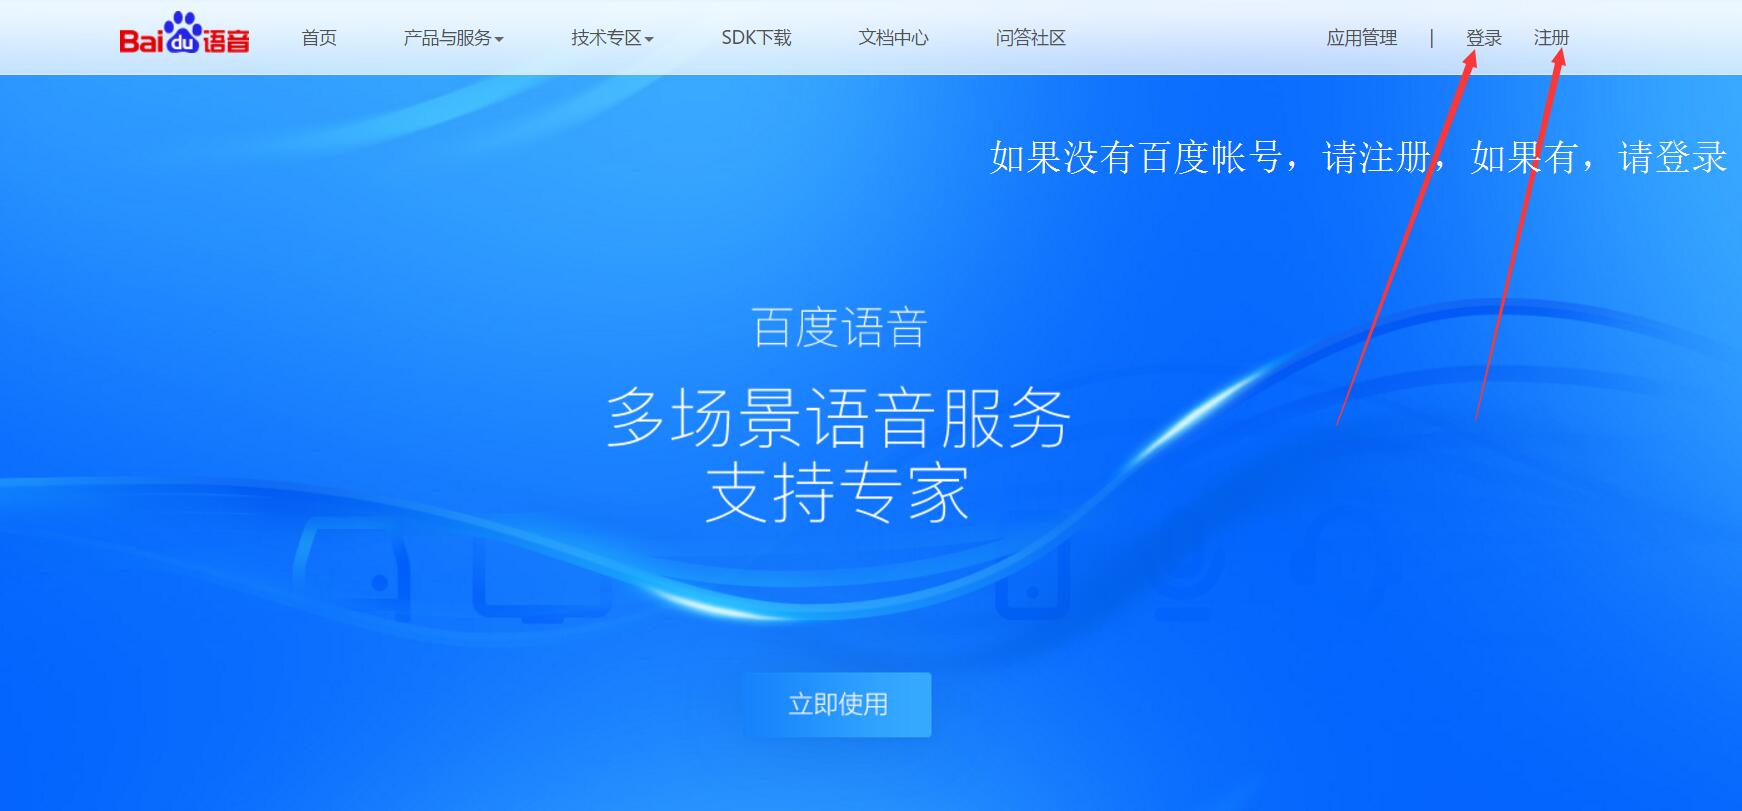 Baidu语音 首页 产品与服务 技术专区 SDK下载 文档中心 问答社区 应用管理 | 登录 注册
如果没有百度帐号，请注册，如果有，请登录
百度语音
多场景语音服务
支持专家
立即使用